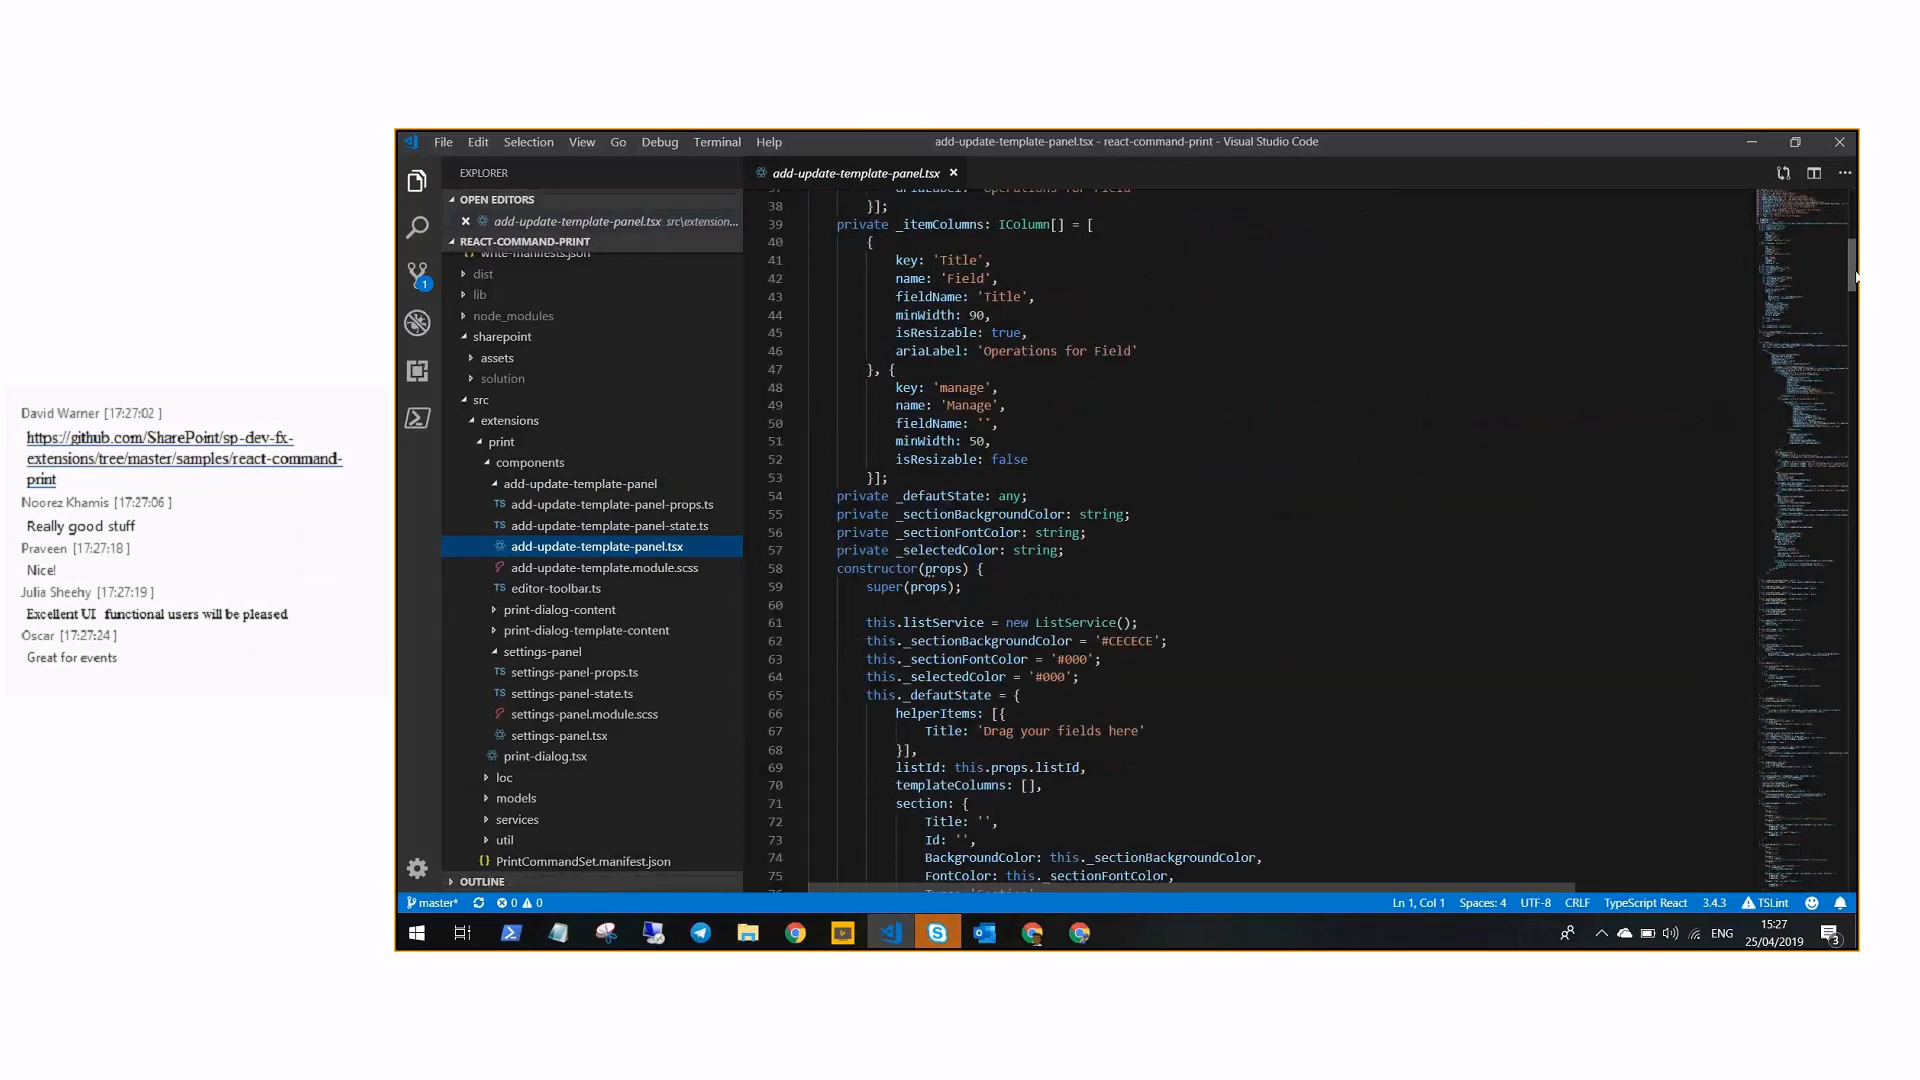 David Warner [17:27:02 ]
https://github.com/SharePoint/sp-dev-fx-
extensions/tree/master/samples/react-command-
print
Noorez Khamis [17:27:06 ]
Really good stuff
Praveen [17:27:18 ]
Nice!
Julia Sheehy [17:27:19 ]
Excellent UI functional users will be pleased
Oscar [17:27:24 ]
Great for events
File Edit Selection View Go Debug Terminal Help
add-update-template-panel.tsx - react-command-print - Visual Studio Code
EXPLORER
OPEN EDITORS
add-update-template-panel.tsx src\extension...
REACT-COMMAND-PRINT
write-manifests.json
dist
lib
node_modules
sharepoint
assets
solution
src
extensions
print
components
add-update-template-panel
add-update-template-panel-props.ts
add-update-template-panel-state.ts
add-update-template-panel.tsx
add-update-template.module.scss
editor-toolbar.ts
print-dialog-content
print-dialog-template-content
settings-panel
settings-panel-props.ts
settings-panel-state.ts
settings-panel.module.scss
settings-panel.tsx
print-dialog.tsx
loc
models
services
util
PrintCommandSet.manifest.json
OUTLINE
1
add-update-template-panel.tsx
37 ariaLabel: 'Operations for Field'
38 }];
39 private _itemColumns: IColumn[] = [
40 {
41 key: 'Title',
42 name: 'Field',
43 fieldName: 'Title',
44 minWidth: 90,
45 isResizable: true,
46 ariaLabel: 'Operations for Field'
47 }, {
48 key: 'manage',
49 name: 'Manage',
50 fieldName: '',
51 minWidth: 50,
52 isResizable: false
53 }];
54 private _defautState: any;
55 private _sectionBackgroundColor: string;
56 private _sectionFontColor: string;
57 private _selectedColor: string;
58 constructor(props) {
59 super(props);
60
61 this.listService = new ListService();
62 this._sectionBackgroundColor = '#CECECE';
63 this._sectionFontColor = '#000';
64 this._selectedColor = '#000';
65 this._defautState = {
66 helperItems: [{
67 Title: 'Drag your fields here'
68 }],
69 listId: this.props.listId,
70 templateColumns: [],
71 section: {
72 Title: '',
73 Id: '',
74 BackgroundColor: this._sectionBackgroundColor,
75 FontColor: this._sectionFontColor,
master* 0 0
Ln 1, Col 1 Spaces: 4 UTF-8 CRLF TypeScript React 3.4.3 TSLint
ENG
15:27
25/04/2019
3